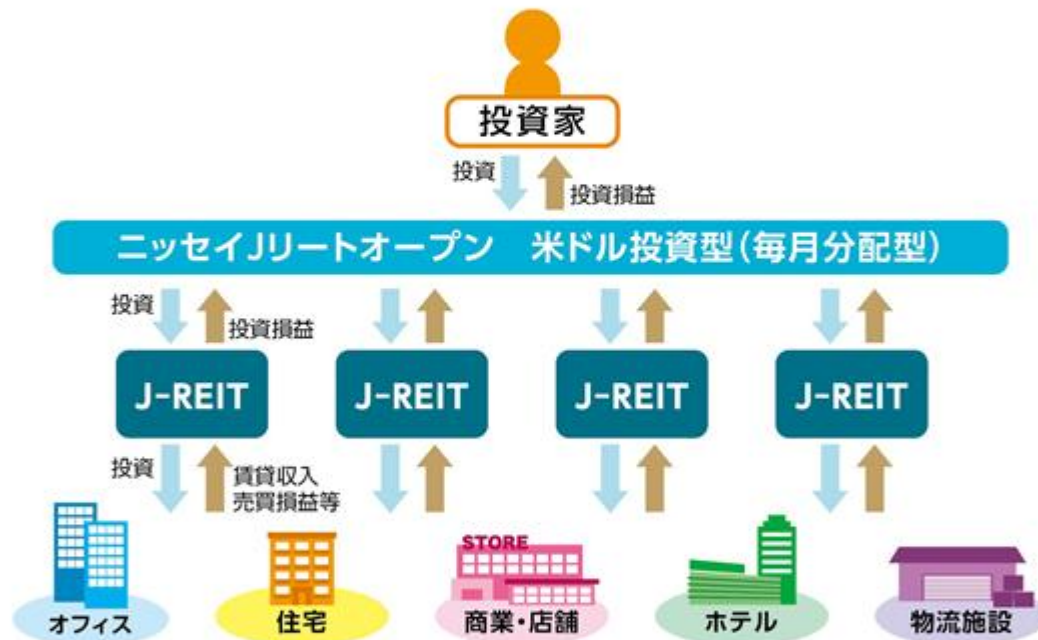 投資家
投資
投資損益
ニッセイJリートオープン 米ドル投資型(毎月分配型)
投資
投資損益
J-REIT
J-REIT
J-REIT
J-REIT
投資
賃貸収入
売買損益等
STORE
オフィス
住宅
商業・店舗
ホテル
物流施設